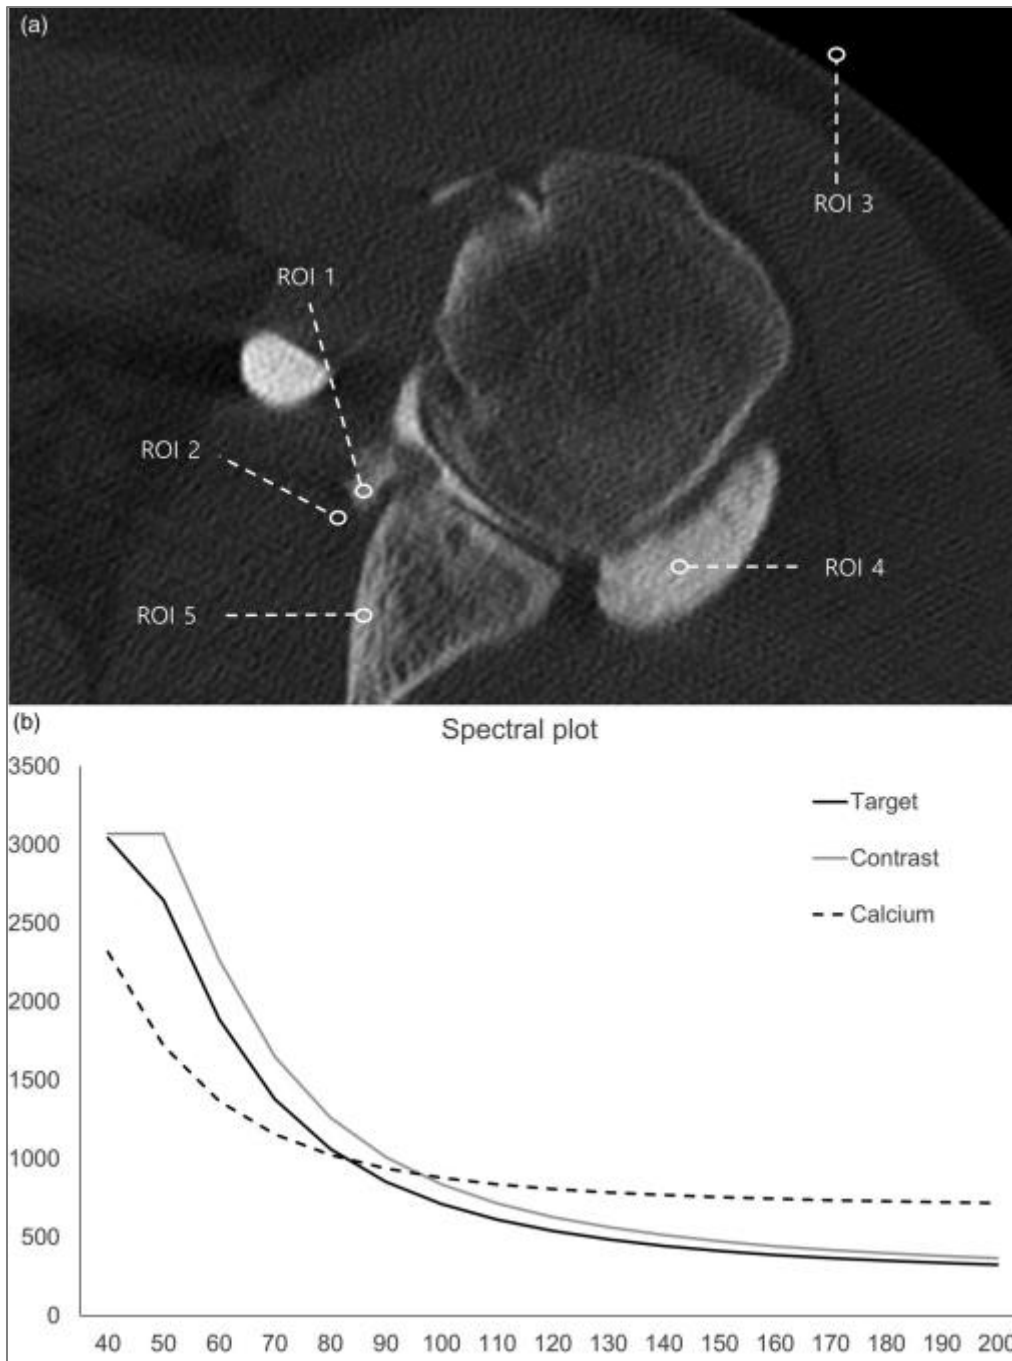 (a)
ROI 3
ROI 1
ROI 2
ROI 4
ROI 5
(b)
Spectral plot
3500
3000
2500
2000
1500
1000
500
0
Target
Contrast
Calcium
40 50 60 70 80 90 100 110 120 130 140 150 160 170 180 190 200